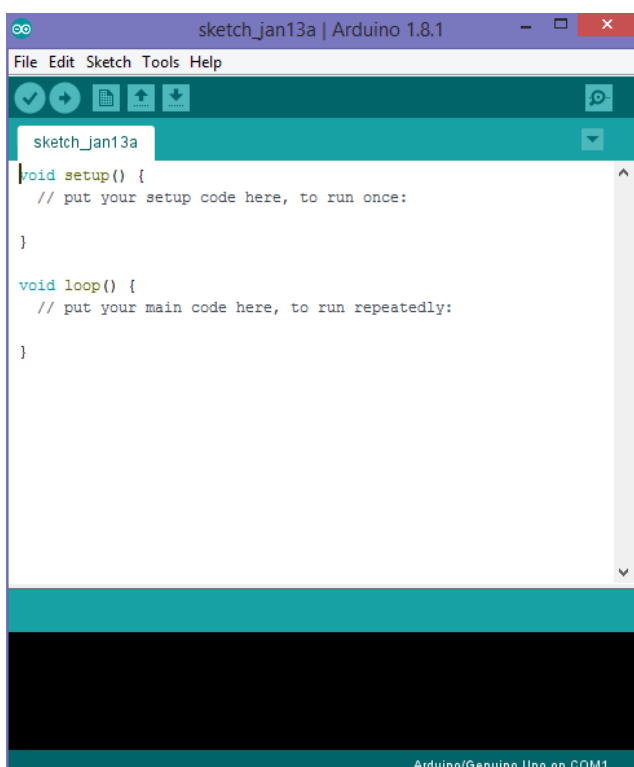 sketch_jan13a | Arduino 1.8.1
File Edit Sketch Tools Help
sketch_jan13a
void setup() {
// put your setup code here, to run once:
}
void loop() {
// put your main code here, to run repeatedly:
}
Arduino/Genuino Uno on COM1